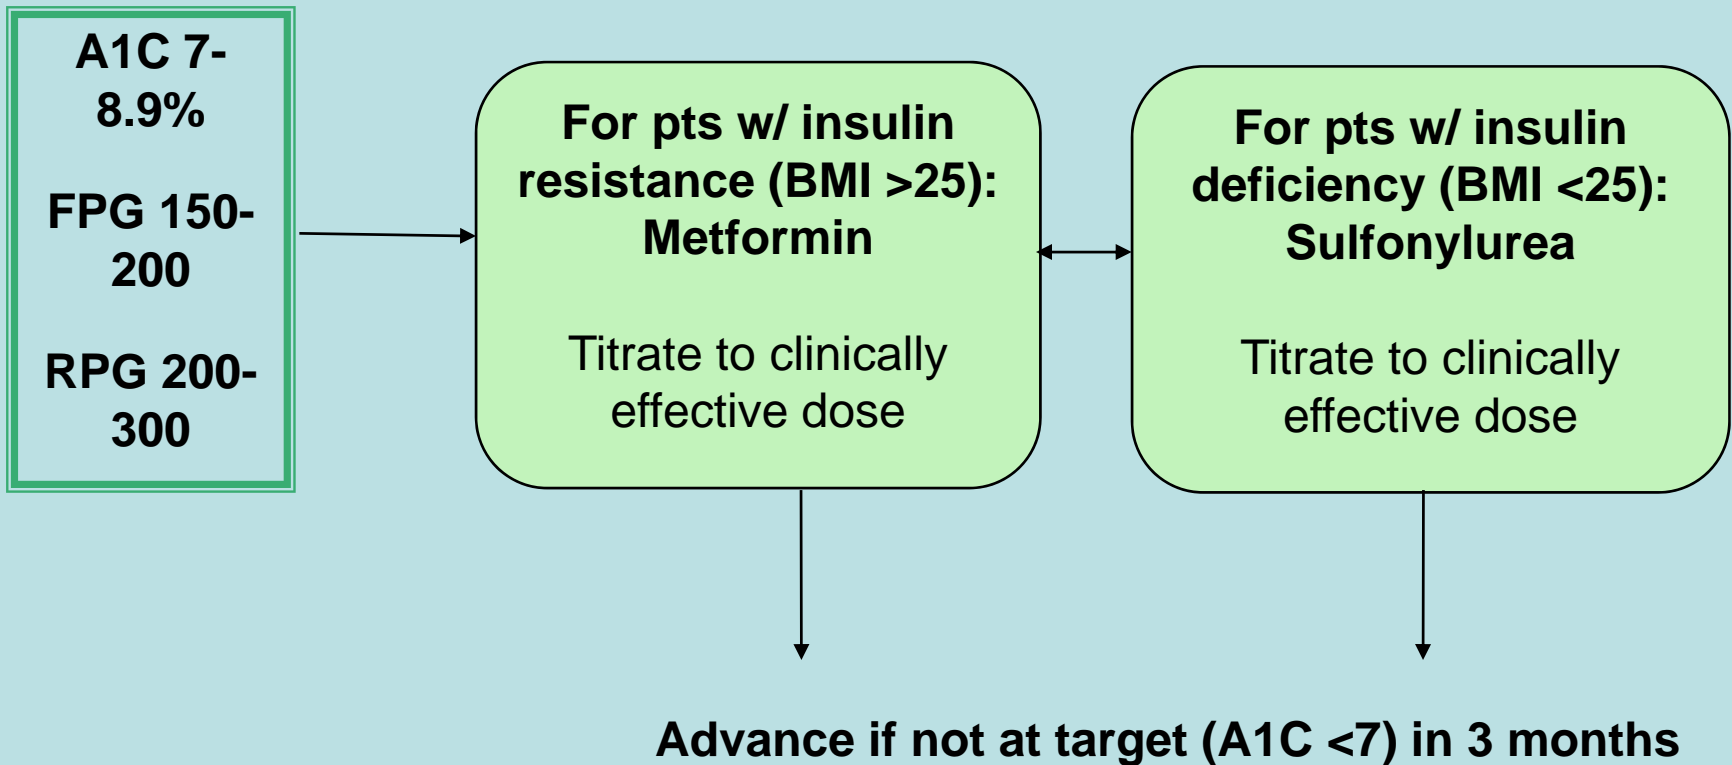 A1C 7-
8.9%
FPG 150-
200
RPG 200-
300
For pts w/ insulin
resistance (BMI >25):
Metformin
Titrate to clinically
effective dose
For pts w/ insulin
deficiency (BMI <25):
Sulfonylurea
Titrate to clinically
effective dose
Advance if not at target (A1C <7) in 3 months